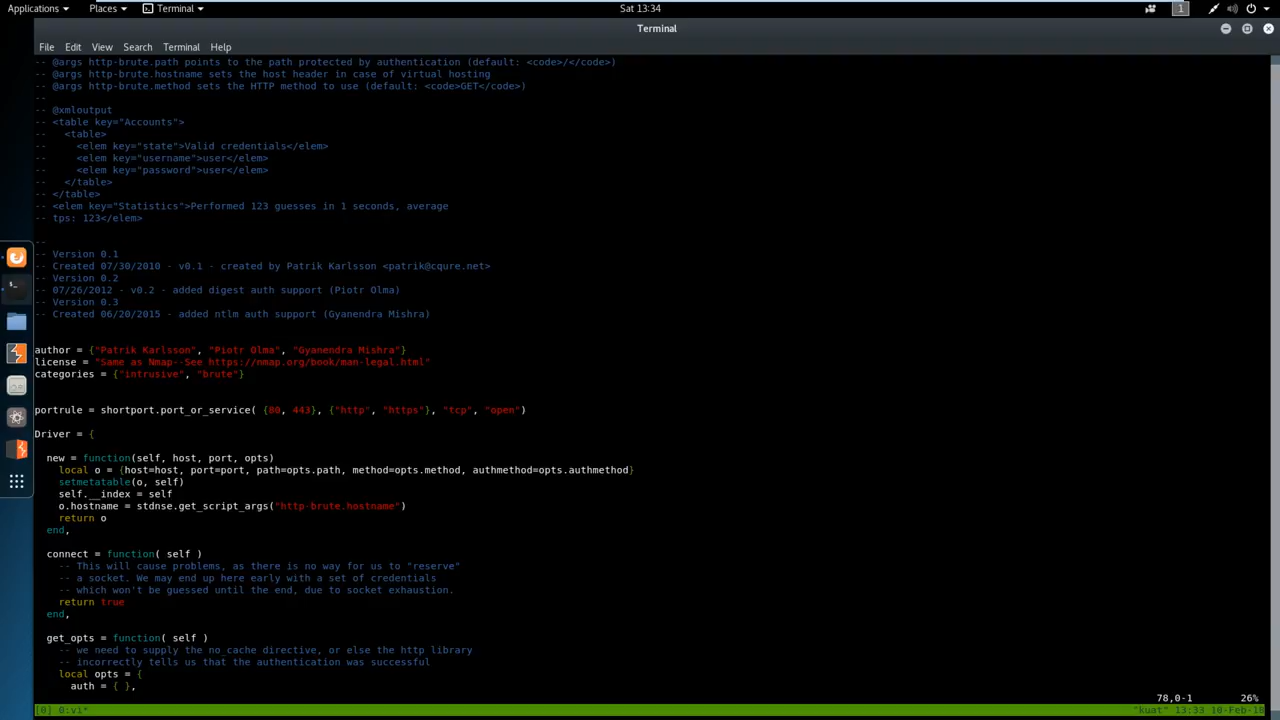 Applications Places Terminal Sat 13:34 1
Terminal
File Edit View Search Terminal Help
-- @args http-brute.path points to the path protected by authentication (default: <code>/</code>)
-- @args http-brute.hostname sets the host header in case of virtual hosting
-- @args http-brute.method sets the HTTP method to use (default: <code>GET</code>)
--
-- @xmloutput
-- <table key="Accounts">
--   <table>
--     <elem key="state">Valid credentials</elem>
--     <elem key="username">user</elem>
--     <elem key="password">user</elem>
--   </table>
-- </table>
-- <elem key="Statistics">Performed 123 guesses in 1 seconds, average
-- tps: 123</elem>
--
-- Version 0.1
-- Created 07/30/2010 - v0.1 - created by Patrik Karlsson <patrik@cqure.net>
-- Version 0.2
-- 07/26/2012 - v0.2 - added digest auth support (Piotr Olma)
-- Version 0.3
-- Created 06/20/2015 - added ntlm auth support (Gyanendra Mishra)
author = {"Patrik Karlsson", "Piotr Olma", "Gyanendra Mishra"}
license = "Same as Nmap--See https://nmap.org/book/man-legal.html"
categories = {"intrusive", "brute"}
portrule = shortport.port_or_service( {80, 443}, {"http", "https"}, "tcp", "open")
Driver = {
  new = function(self, host, port, opts)
    local o = {host=host, port=port, path=opts.path, method=opts.method, authmethod=opts.authmethod}
    setmetatable(o, self)
    self.__index = self
    o.hostname = stdnse.get_script_args("http-brute.hostname")
    return o
  end,
  connect = function( self )
    -- This will cause problems, as there is no way for us to "reserve"
    -- a socket. We may end up here early with a set of credentials
    -- which won't be guessed until the end, due to socket exhaustion.
    return true
  end,
  get_opts = function( self )
    -- we need to supply the no_cache directive, or else the http library
    -- incorrectly tells us that the authentication was successful
    local opts = {
      auth = { },
78,0-1 26%
[0] 0:vi* "kuat" 13:33 10-Feb-18